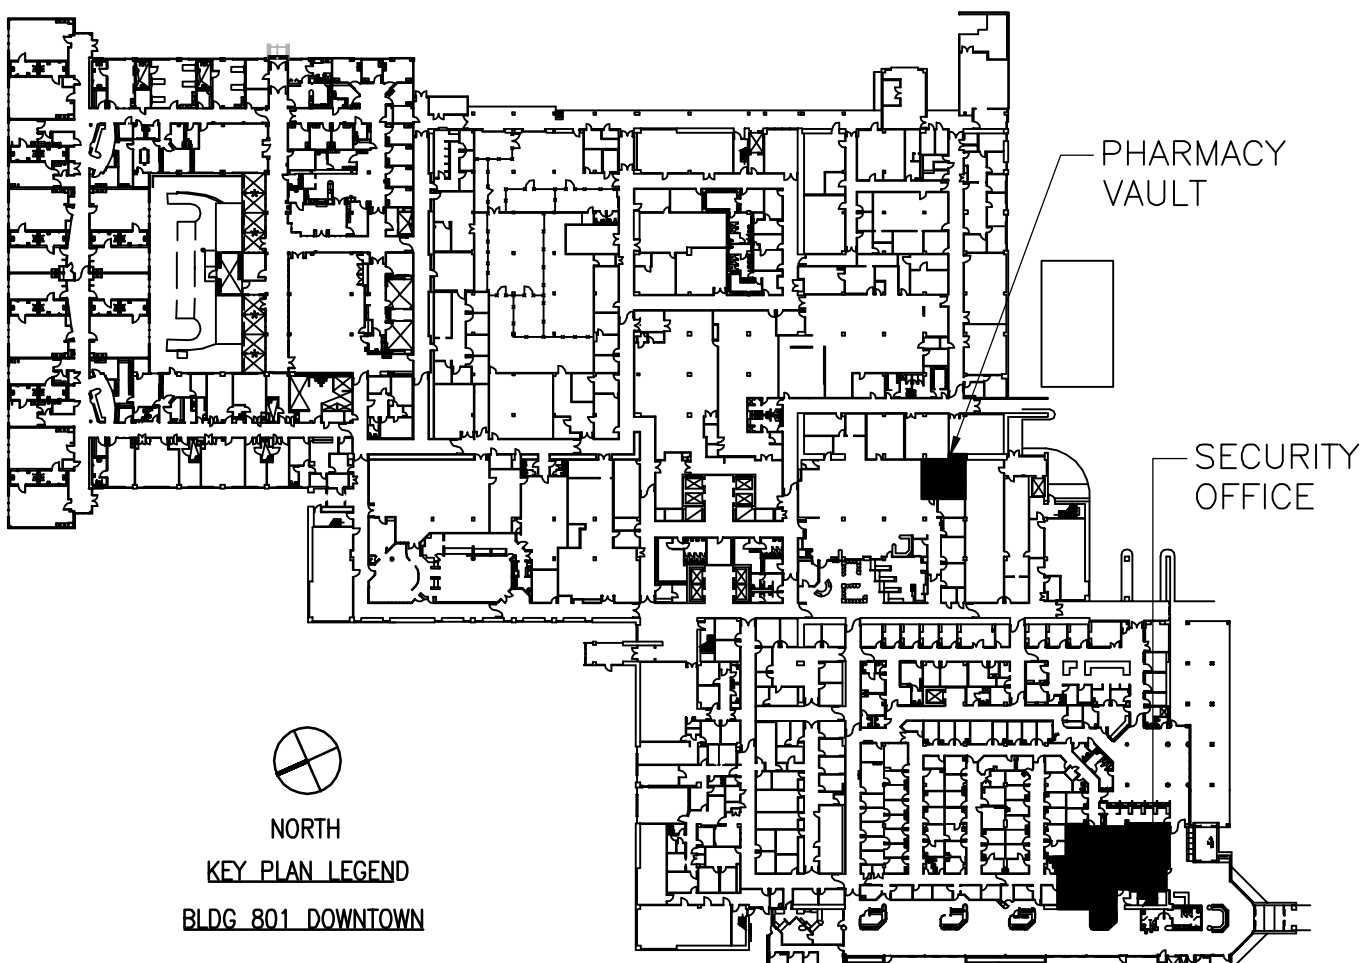 PHARMACY
VAULT
SECURITY
OFFICE
NORTH
KEY PLAN LEGEND
BLDG 801 DOWNTOWN